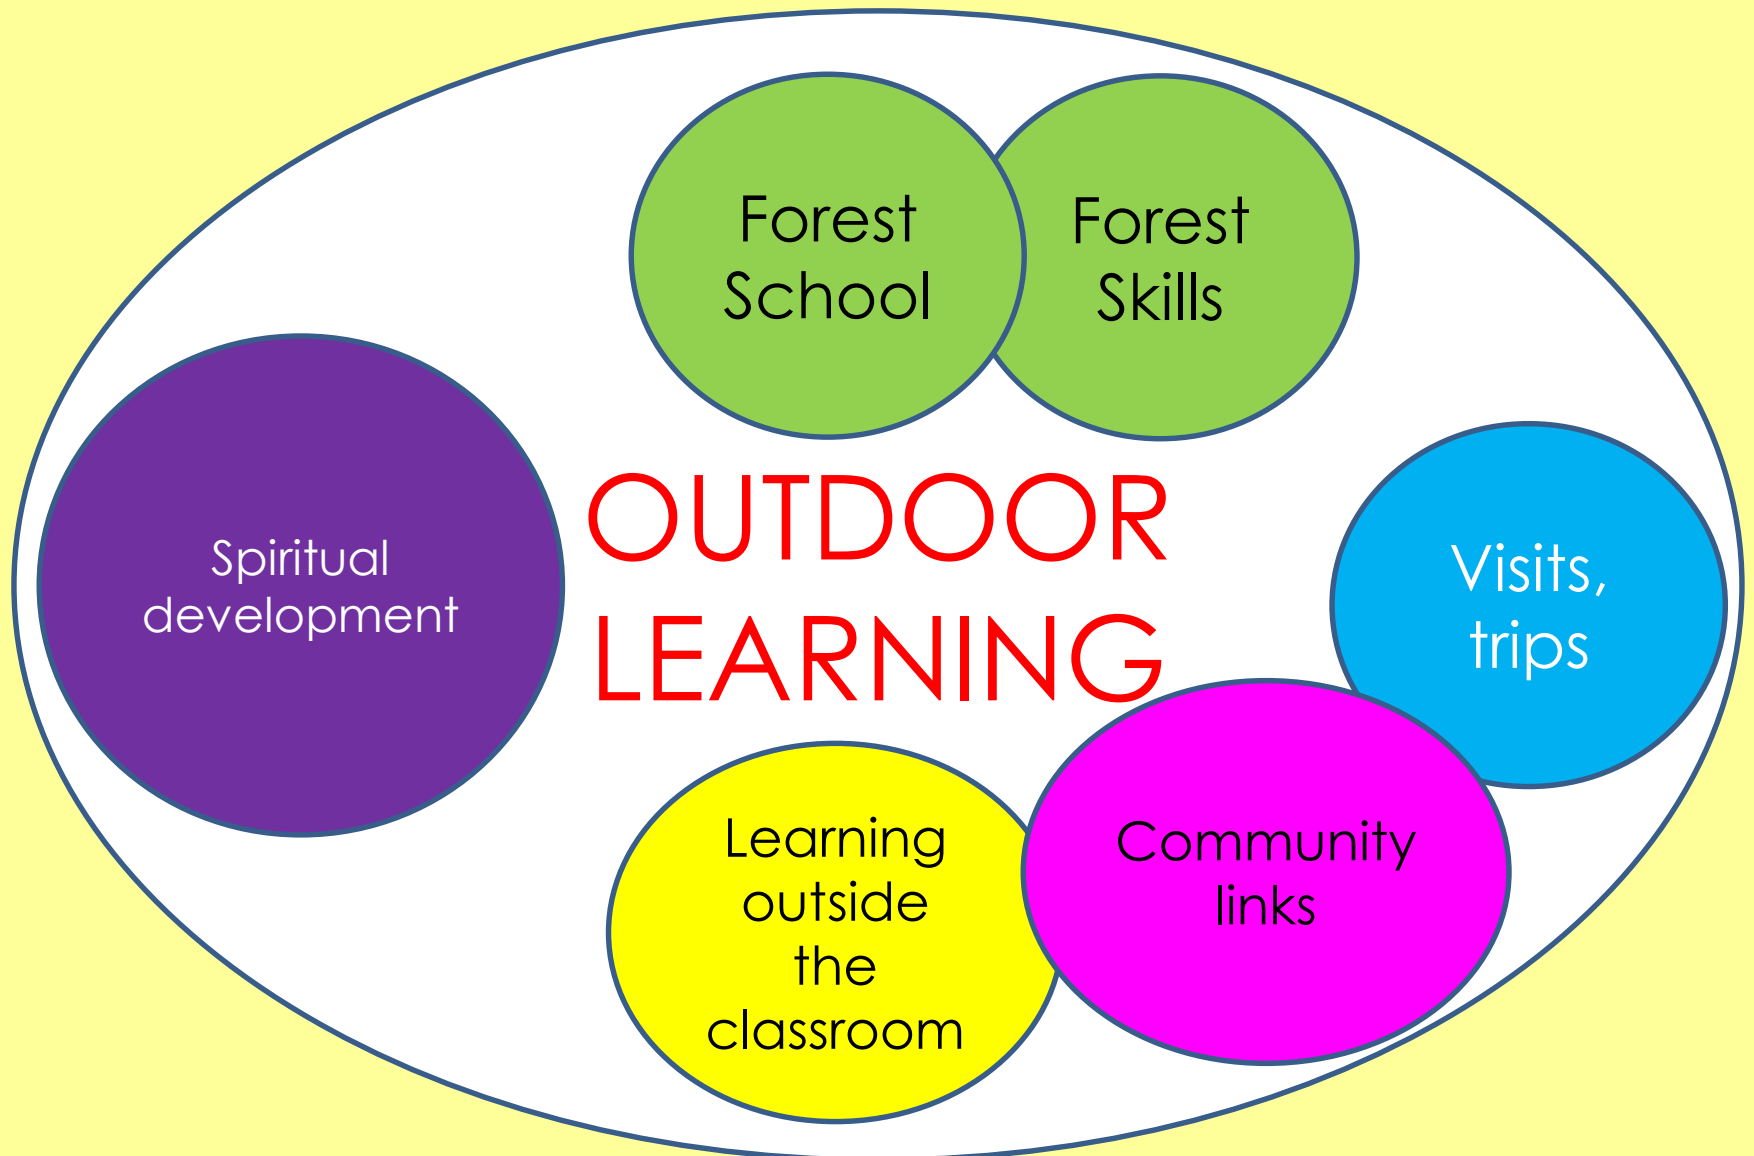 Forest
School
Forest
Skills
Spiritual
development
OUTDOOR
LEARNING
Visits,
trips
Learning
outside
the
classroom
Community
links